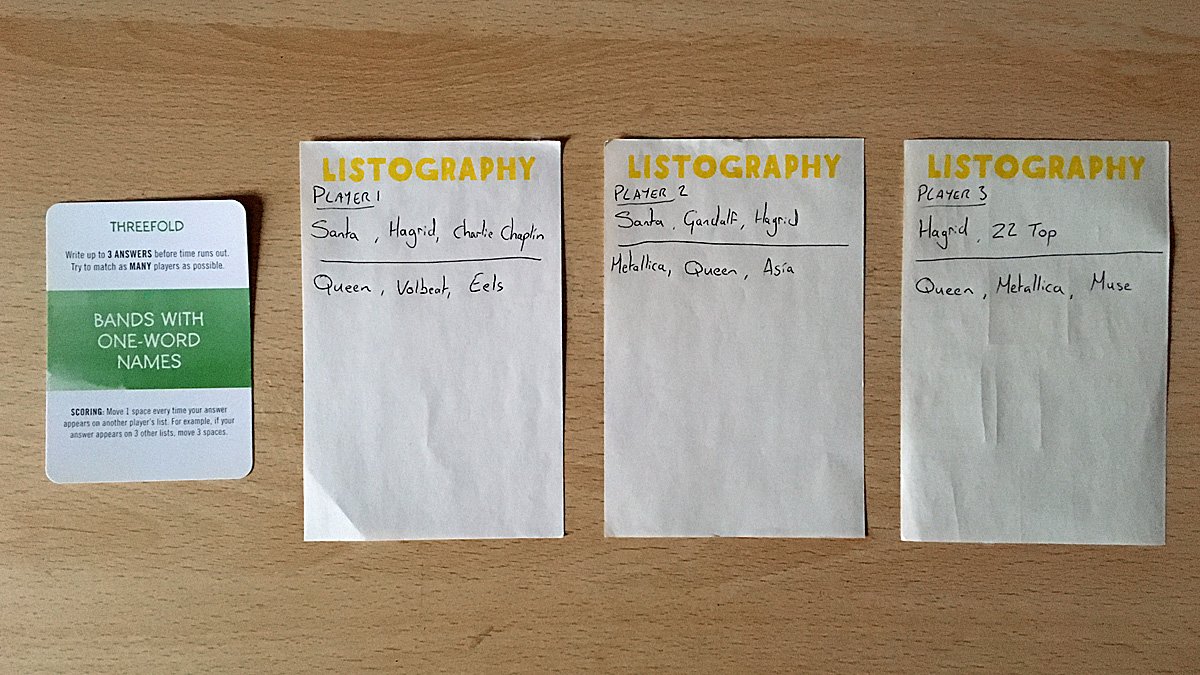 THREEFOLD
Write up to 3 ANSWERS before time runs out.
Try to match as MANY players as possible.
BANDS WITH
ONE-WORD
NAMES
SCORING: Move 1 space every time your answer
appears on another player's list. For example, if your
answer appears on 3 other lists, move 3 spaces.
LISTOGRAPHY
PLAYER 1
Santa, Hagrid, Charlie Chaplin
Queen, Volbeat, Eels
LISTOGRAPHY
PLAYER 2
Santa, Gandalf, Hagrid
Metallica, Queen, Asia
LISTOGRAPHY
PLAYER 3
Hagrid, ZZ Top
Queen, Metallica, Muse